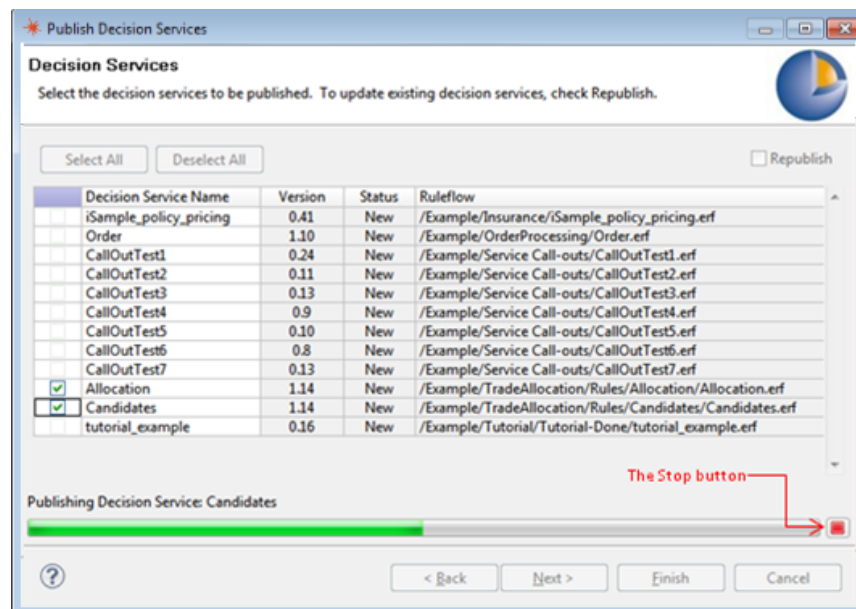 Publish Decision Services
Decision Services
Select the decision services to be published. To update existing decision services, check Republish.
Select All Deselect All Republish
Decision Service Name Version Status Ruleflow
iSample_policy_pricing 0.41 New /Example/Insurance/iSample_policy_pricing.erf
Order 1.10 New /Example/OrderProcessing/Order.erf
CallOutTest1 0.24 New /Example/Service Call-outs/CallOutTest1.erf
CallOutTest2 0.11 New /Example/Service Call-outs/CallOutTest2.erf
CallOutTest3 0.13 New /Example/Service Call-outs/CallOutTest3.erf
CallOutTest4 0.9 New /Example/Service Call-outs/CallOutTest4.erf
CallOutTest5 0.10 New /Example/Service Call-outs/CallOutTest5.erf
CallOutTest6 0.8 New /Example/Service Call-outs/CallOutTest6.erf
CallOutTest7 0.13 New /Example/Service Call-outs/CallOutTest7.erf
Allocation 1.14 New /Example/TradeAllocation/Rules/Allocation/Allocation.erf
Candidates 1.14 New /Example/TradeAllocation/Rules/Candidates/Candidates.erf
tutorial_example 0.16 New /Example/Tutorial/Tutorial-Done/tutorial_example.erf
The Stop button
Publishing Decision Service: Candidates
? < Back Next > Finish Cancel